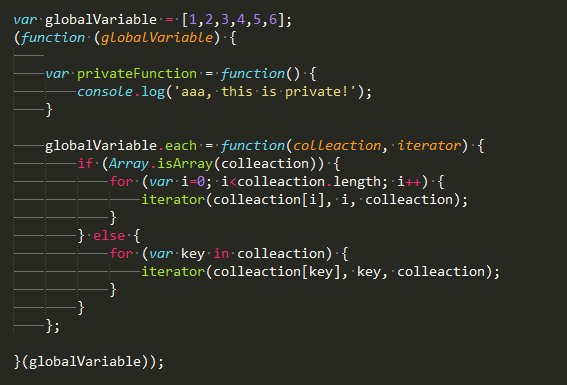 var globalVariable = [1,2,3,4,5,6];
(function (globalVariable) {
var privateFunction = function() {
console.log('aaa, this is private!');
}
globalVariable.each = function(colleaction, iterator) {
if (Array.isArray(colleaction)) {
for (var i=0; i<colleaction.length; i++) {
iterator(colleaction[i], i, colleaction);
}
} else {
for (var key in colleaction) {
iterator(colleaction[key], key, colleaction);
}
}
};
}(globalVariable));